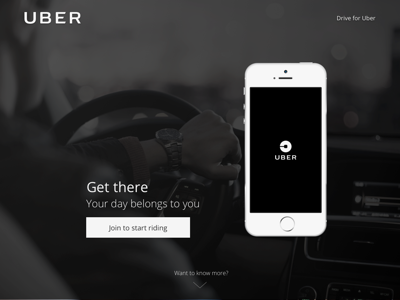 UBER
Drive for Uber
UBER
Get there
Your day belongs to you
Join to start riding
Want to know more?